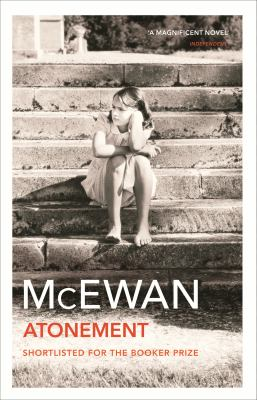 'A MAGNIFICENT NOVEL'
INDEPENDENT
McEWAN
ATONEMENT
SHORTLISTED FOR THE BOOKER PRIZE